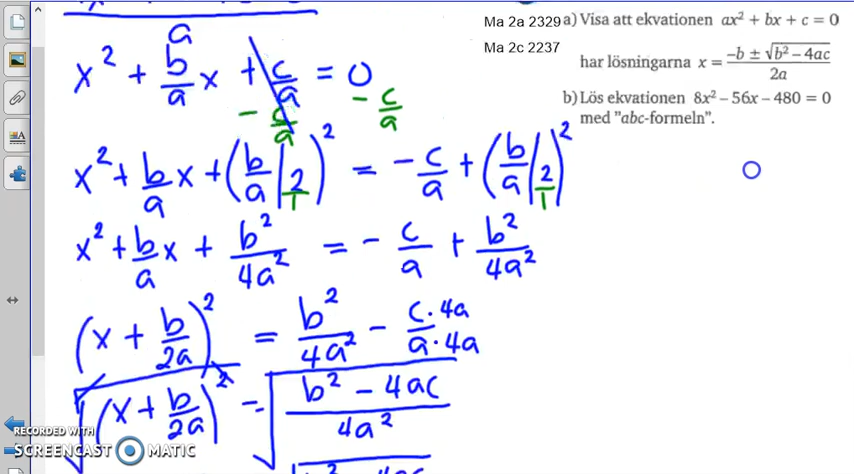 a
x² + b/a x + c/a = 0
- c/a - c/a
x² + b/a x + (b/a | 2/1)² = - c/a + (b/a | 2/1)²
x² + b/a x + b²/4a² = - c/a + b²/4a²
(x + b/2a)² = b²/4a² - c·4a/a·4a
√(x + b/2a)² = √b² - 4ac/4a²
Ma 2a 2329
Ma 2c 2237
a) Visa att ekvationen ax² + bx + c = 0
har lösningarna x = -b ± √b² - 4ac/2a
b) Lös ekvationen 8x² – 56x – 480 = 0
med "abc-formeln".
RECORDED WITH
SCREENCAST MATIC